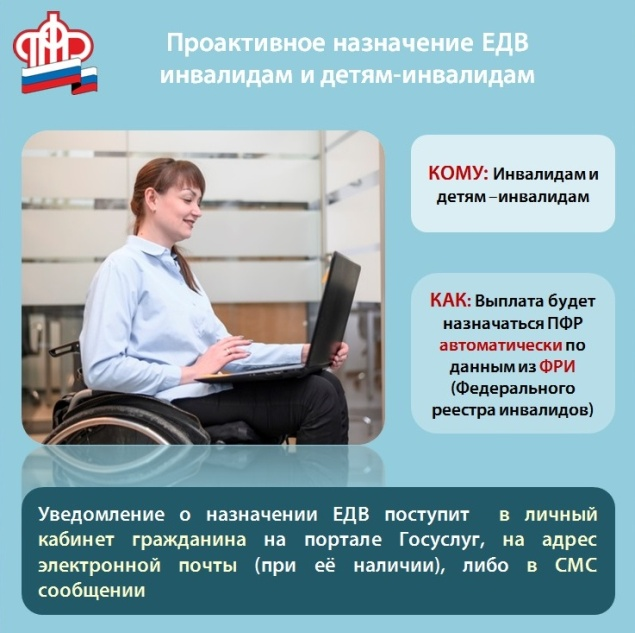 ПФР
Проактивное назначение ЕДВ
инвалидам и детям-инвалидам
КОМУ: Инвалидам и
детям –инвалидам
КАК: Выплата будет
назначаться ПФР
автоматически по
данным из ФРИ
(Федерального
реестра инвалидов)
Уведомление о назначении ЕДВ поступит в личный
кабинет гражданина на портале Госуслуг, на адрес
электронной почты (при её наличии), либо в СМС
сообщении